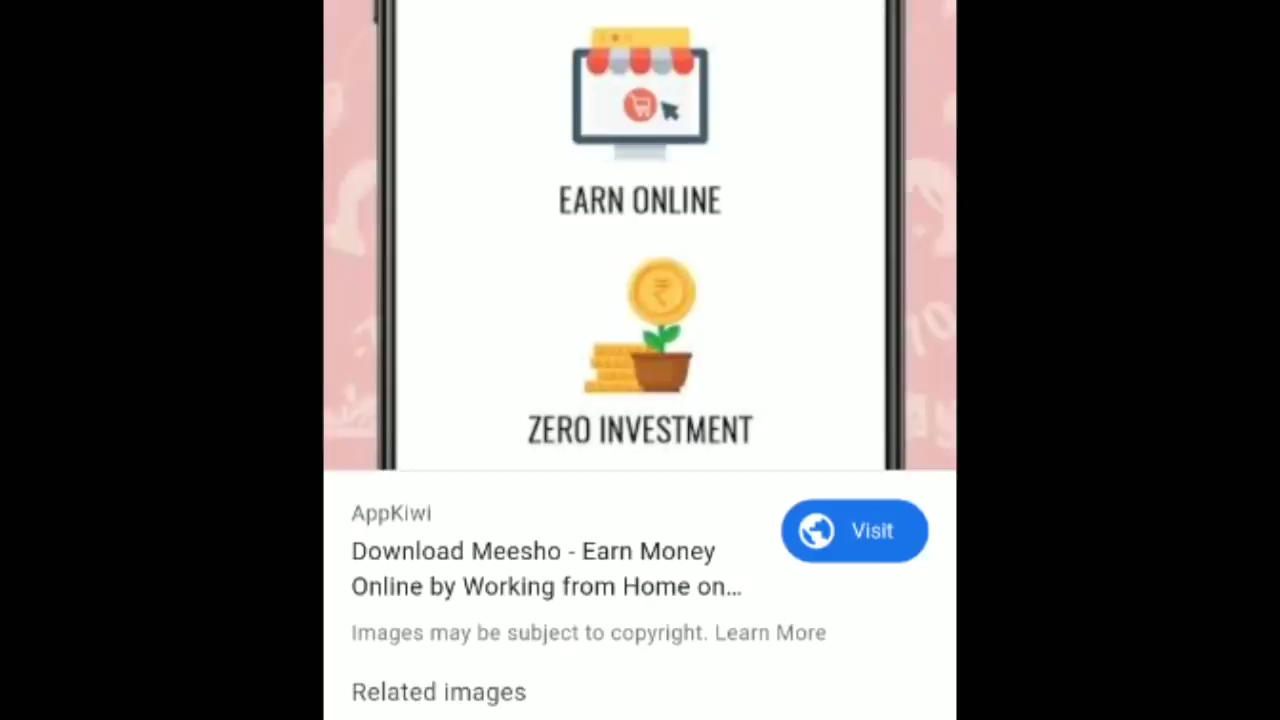 EARN ONLINE
ZERO INVESTMENT
AppKiwi
Visit
Download Meesho - Earn Money
Online by Working from Home on...
Images may be subject to copyright. Learn More
Related images